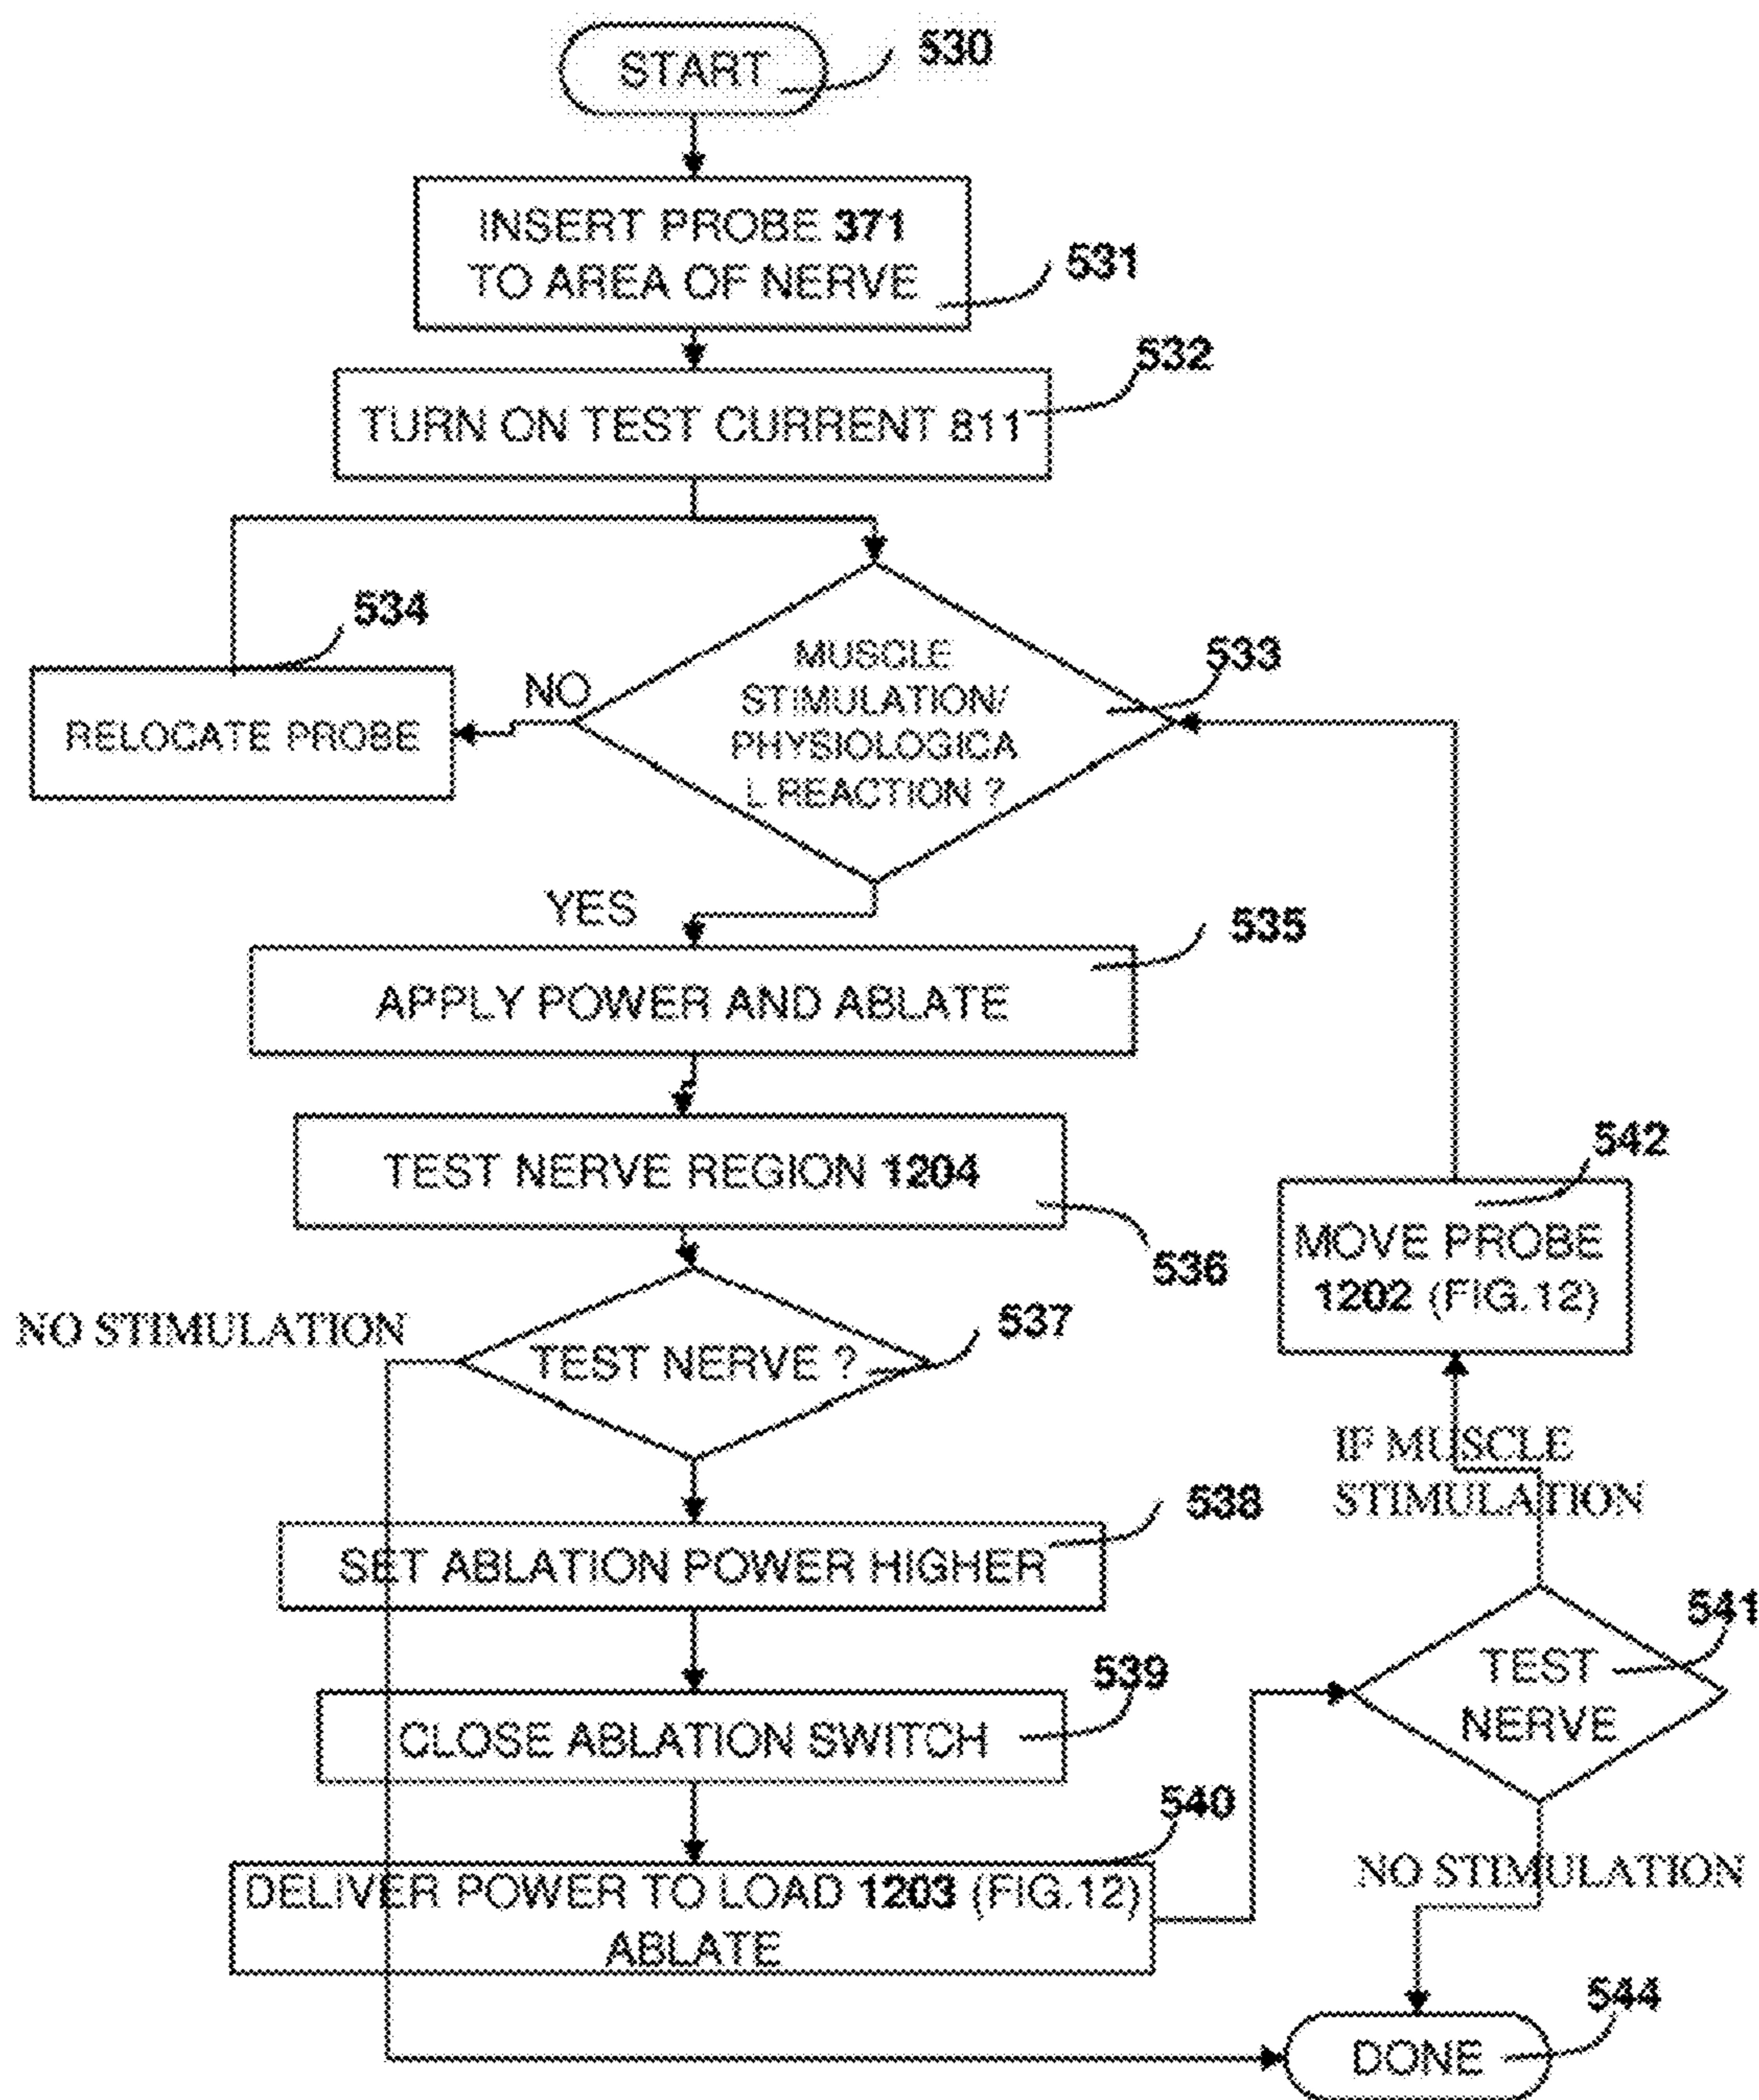 START
530
INSERT PROBE 371
TO AREA OF NERVE
531
532
TURN ON TEST CURRENT 811
534
RELOCATE PROBE
NO
MUSCLE
STIMULATION/
PHYSIOLOGICA
L REACTION ?
533
YES
535
APPLY POWER AND ABLATE
TEST NERVE REGION 1204
536
542
MOVE PROBE
1202 (FIG.12)
NO STIMULATION
TEST NERVE ?
537
IF MUSCLE
STIMULATION
538
SET ABLATION POWER HIGHER
541
TEST
NERVE
539
CLOSE ABLATION SWITCH
540
DELIVER POWER TO LOAD 1203 (FIG.12)
ABLATE
NO STIMULATION
544
DONE